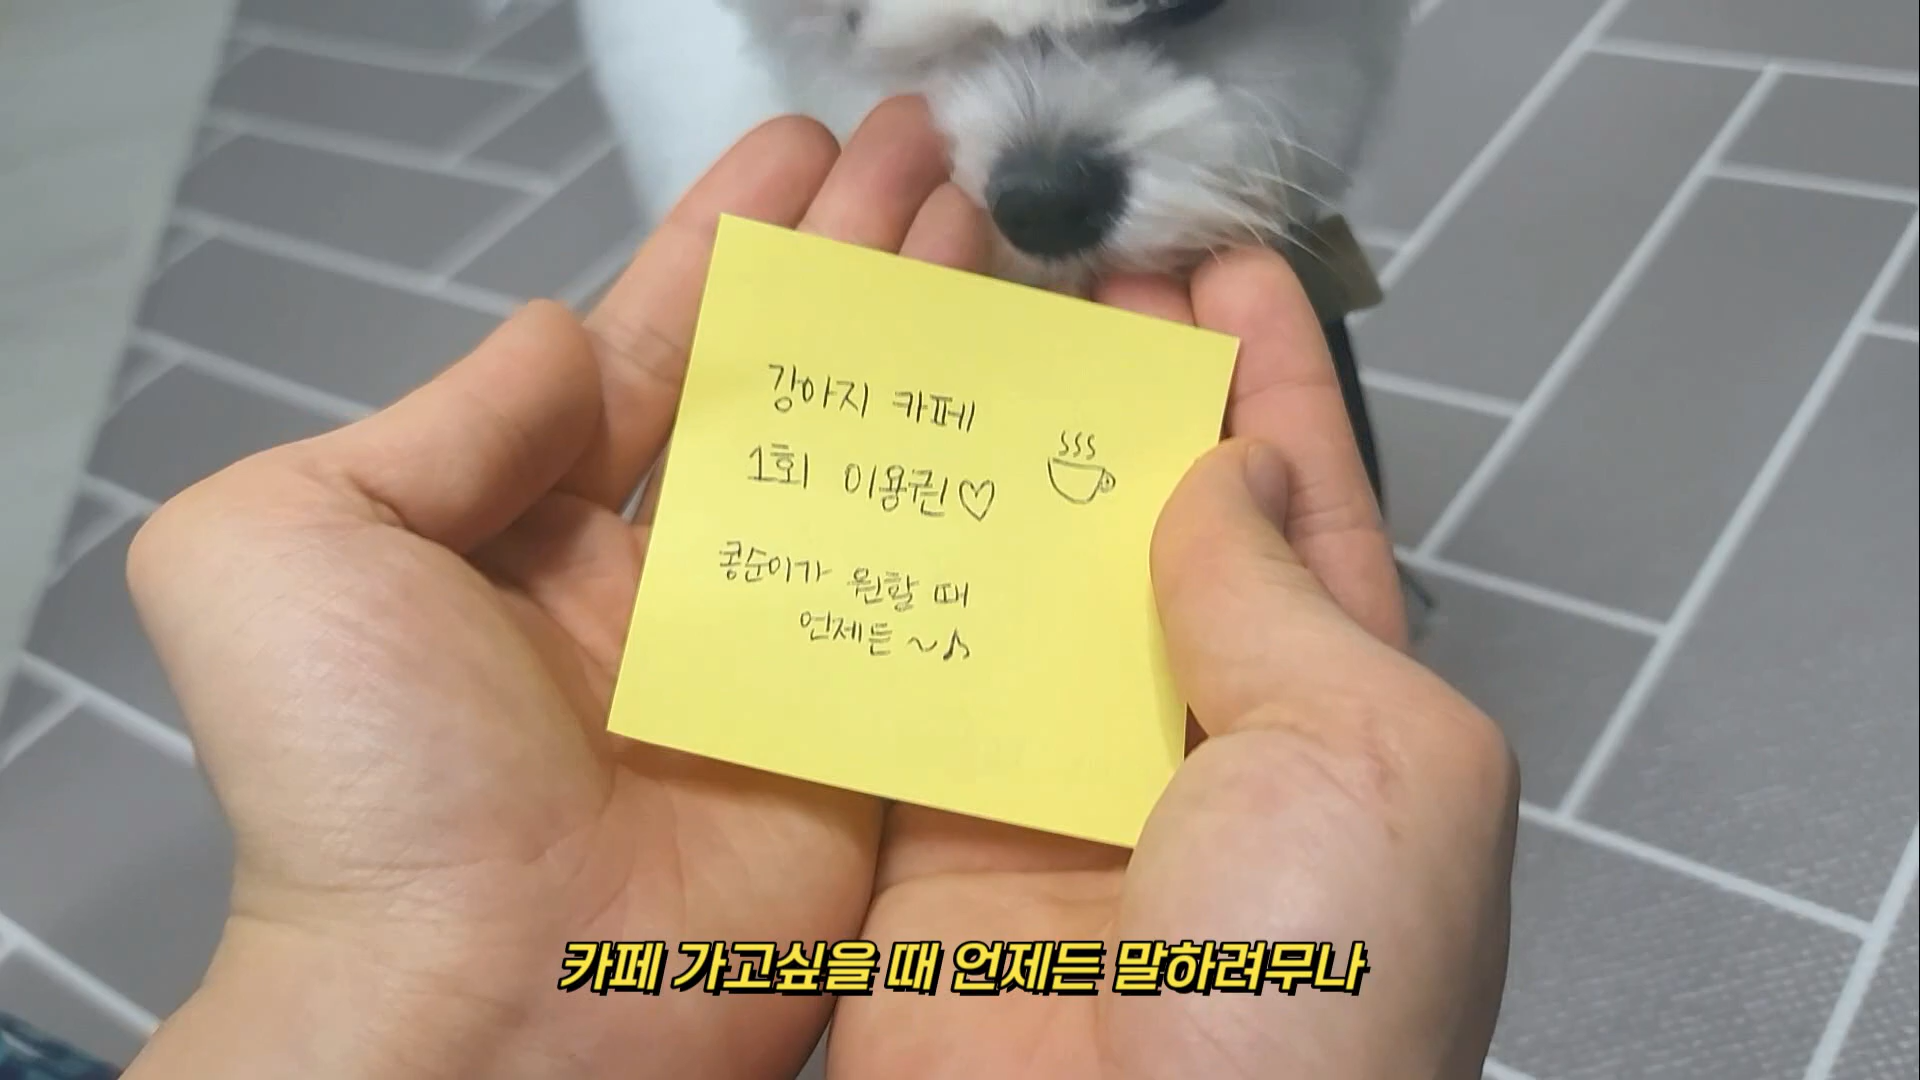 강아지 카페
1회 이용권♡
콩순이가 원할 때
언제든 ~♪
카페 가고싶을 때 언제든 말하려무나